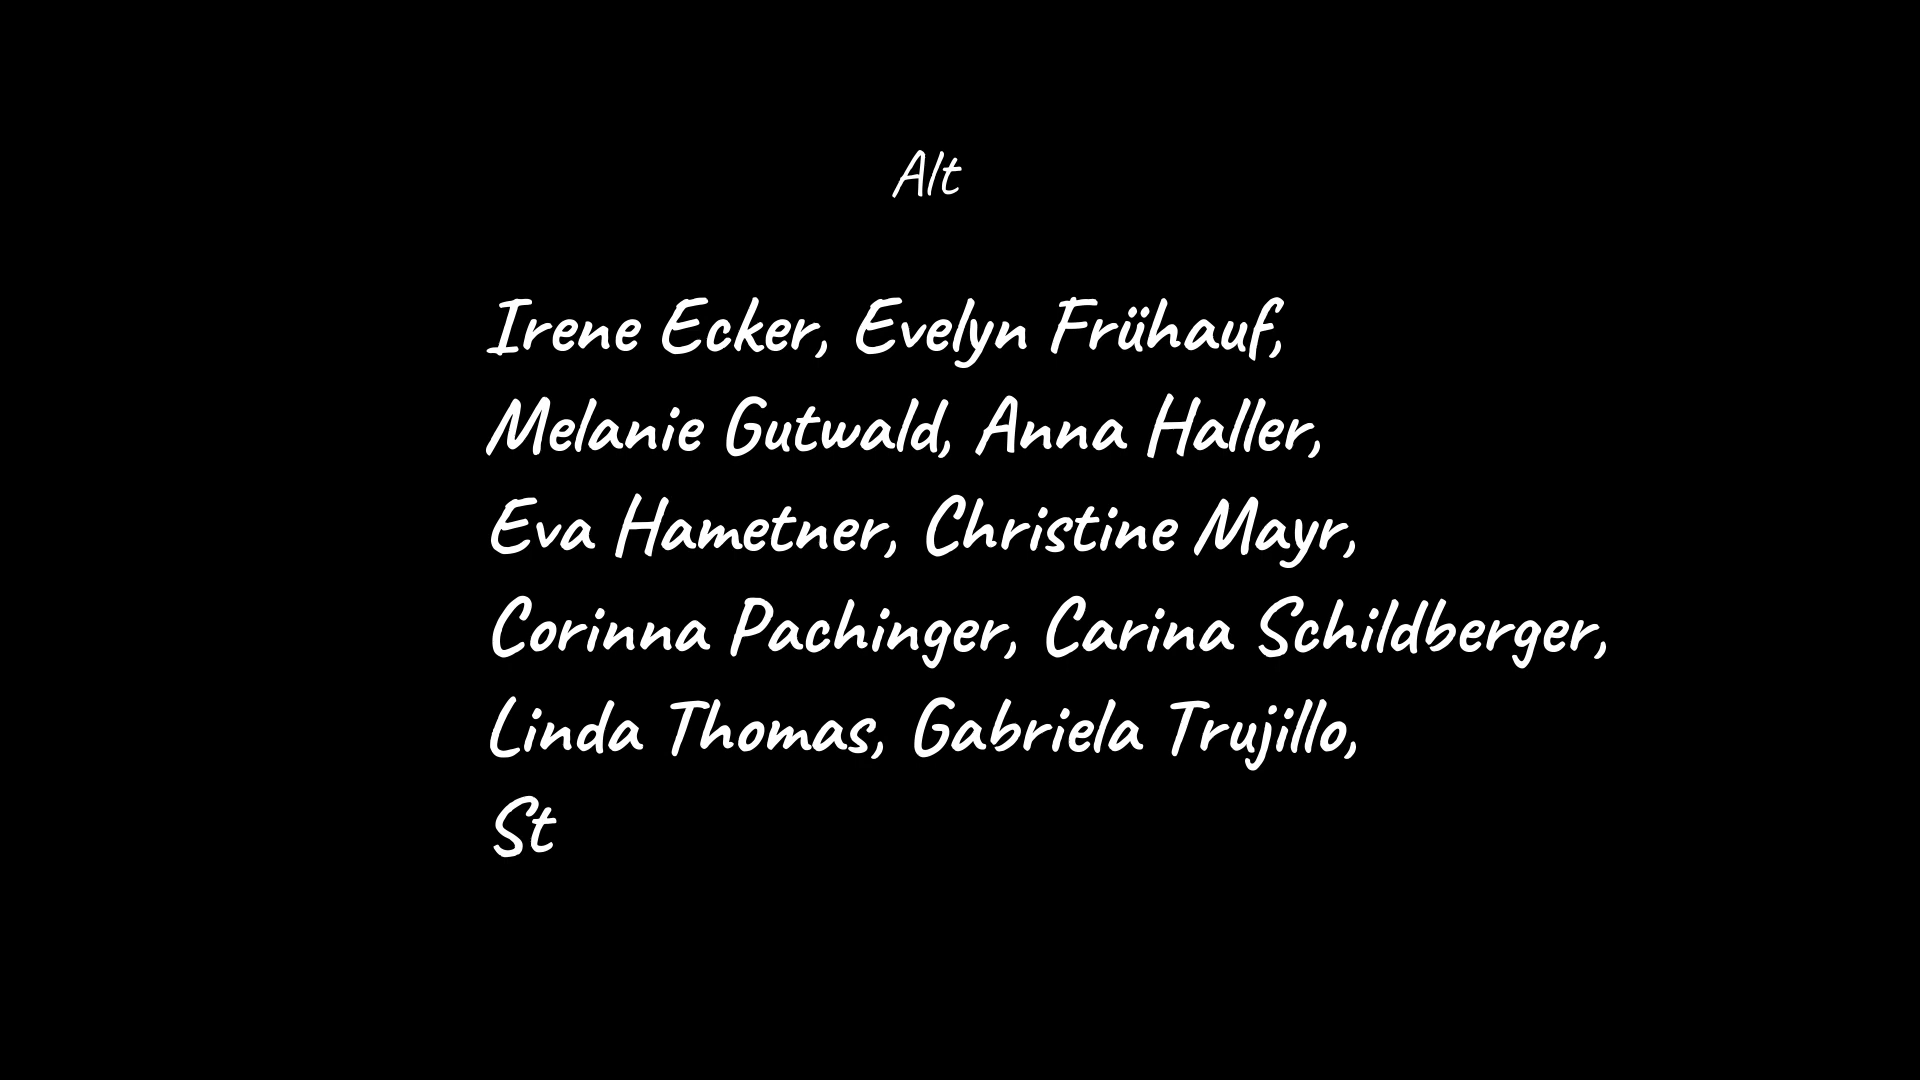 Alt
Irene Ecker, Evelyn Frühauf,
Melanie Gutwald, Anna Haller,
Eva Hametner, Christine Mayr,
Corinna Pachinger, Carina Schildberger,
Linda Thomas, Gabriela Trujillo,
St